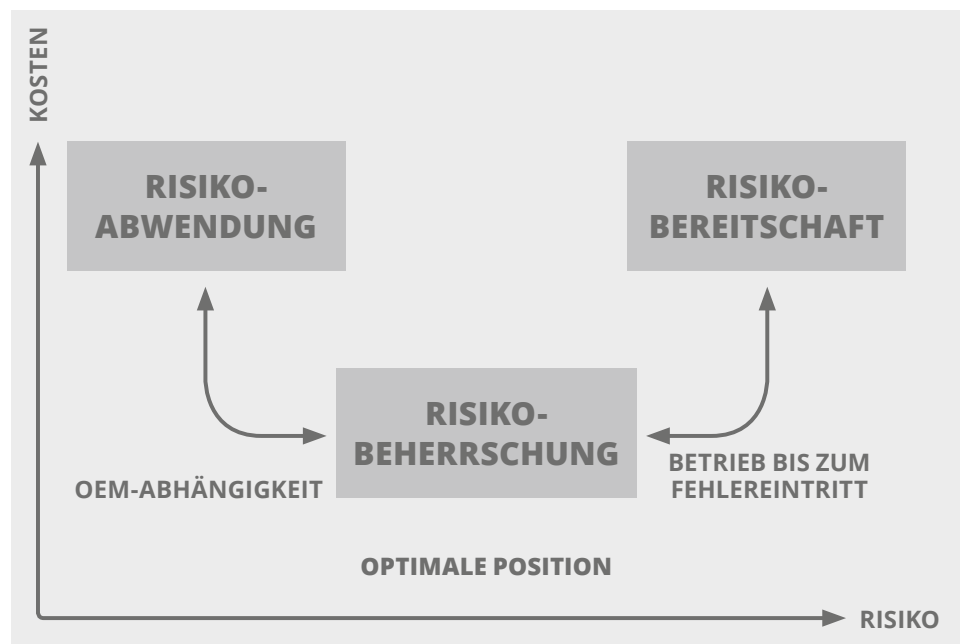 KOSTEN
RISIKO-
ABWENDUNG
RISIKO-
BEREITSCHAFT
RISIKO-
BEHERRSCHUNG
OEM-ABHÄNGIGKEIT
BETRIEB BIS ZUM
FEHLEREINTRITT
OPTIMALE POSITION
RISIKO